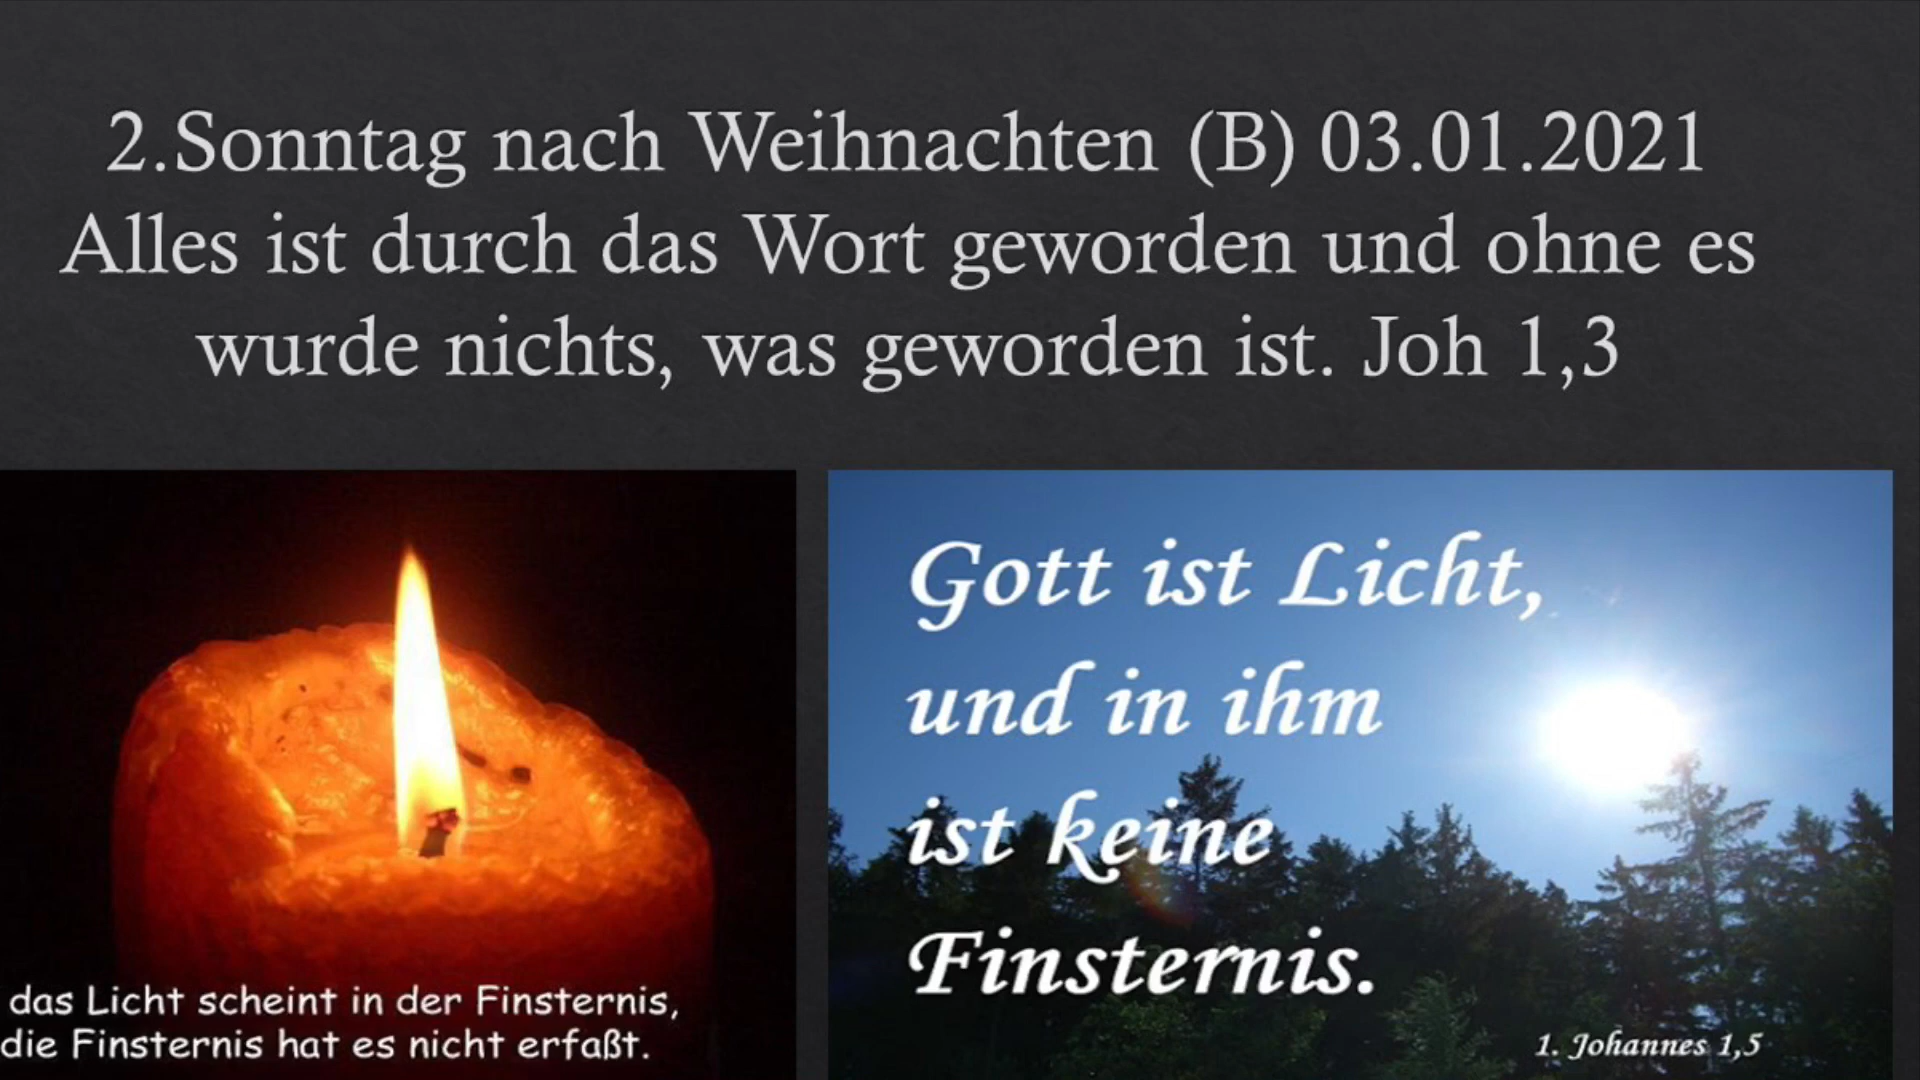 2.Sonntag nach Weihnachten (B) 03.01.2021
Alles ist durch das Wort geworden und ohne es
wurde nichts, was geworden ist. Joh 1,3
das Licht scheint in der Finsternis,
die Finsternis hat es nicht erfaßt.
Gott ist Licht,
und in ihm
ist keine
Finsternis.
1. Johannes 1,5